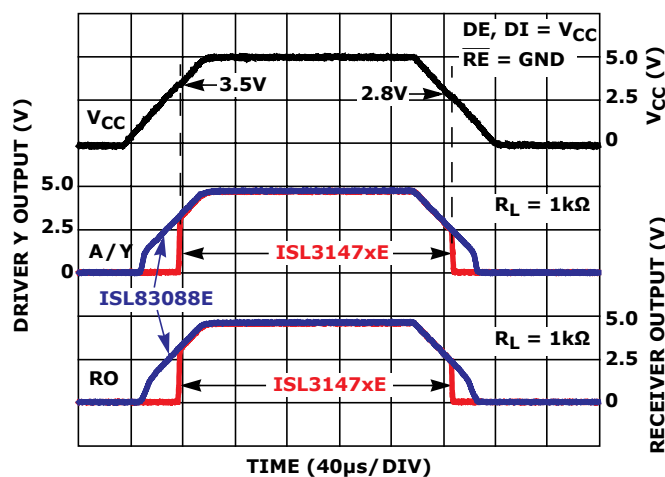 DE, DI = VCC
RE = GND
5.0
3.5V
2.5
2.8V
VCC
0
VCC (V)
DRIVER Y OUTPUT (V)
5.0
RL = 1kΩ
2.5
A/Y
ISL3147xE
0
ISL83088E
5.0
RL = 1kΩ
2.5
RO
ISL3147xE
0
RECEIVER OUTPUT (V)
TIME (40µs/DIV)